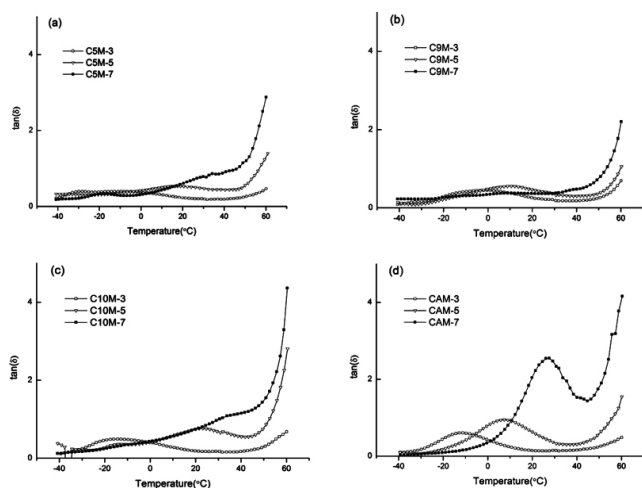 (a)
C5M-3
C5M-5
C5M-7
tan(δ)
4
2
0
-40 -20 0 20 40 60
Temperature(°C)
(b)
C9M-3
C9M-5
C9M-7
tan(δ)
4
2
0
-40 -20 0 20 40 60
Temperature(°C)
(c)
C10M-3
C10M-5
C10M-7
tan(δ)
4
2
0
-40 -20 0 20 40 60
Temperature(°C)
(d)
CAM-3
CAM-5
CAM-7
tan(δ)
4
2
0
-40 -20 0 20 40 60
Temperature(°C)